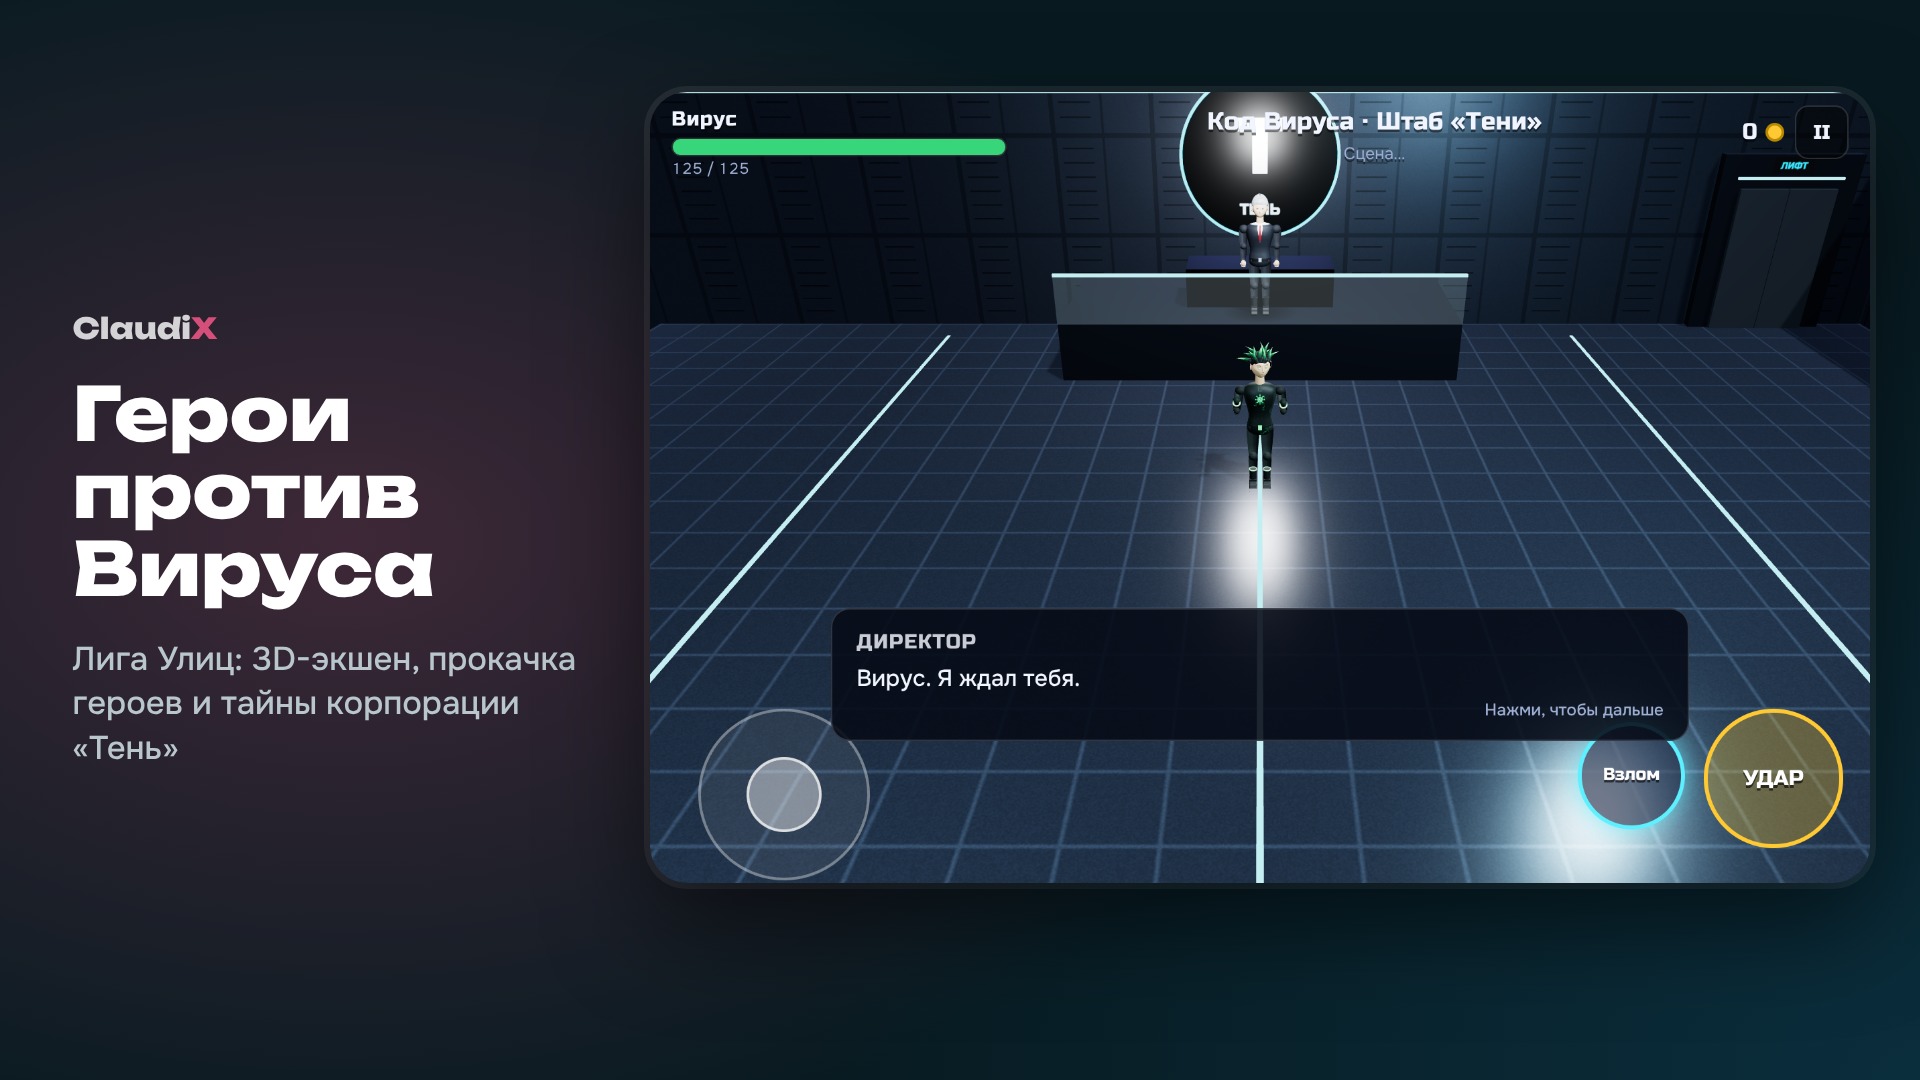 ClaudiX
Герои
против
Вируса
Лига Улиц: 3D-экшен, прокачка
героев и тайны корпорации
«Тень»
Вирус
125 / 125
Код Вируса · Штаб «Тени»
Сцена...
0
II
ЛИФТ
ДИРЕКТОР
Вирус. Я ждал тебя.
Нажми, чтобы дальше
Взлом
УДАР